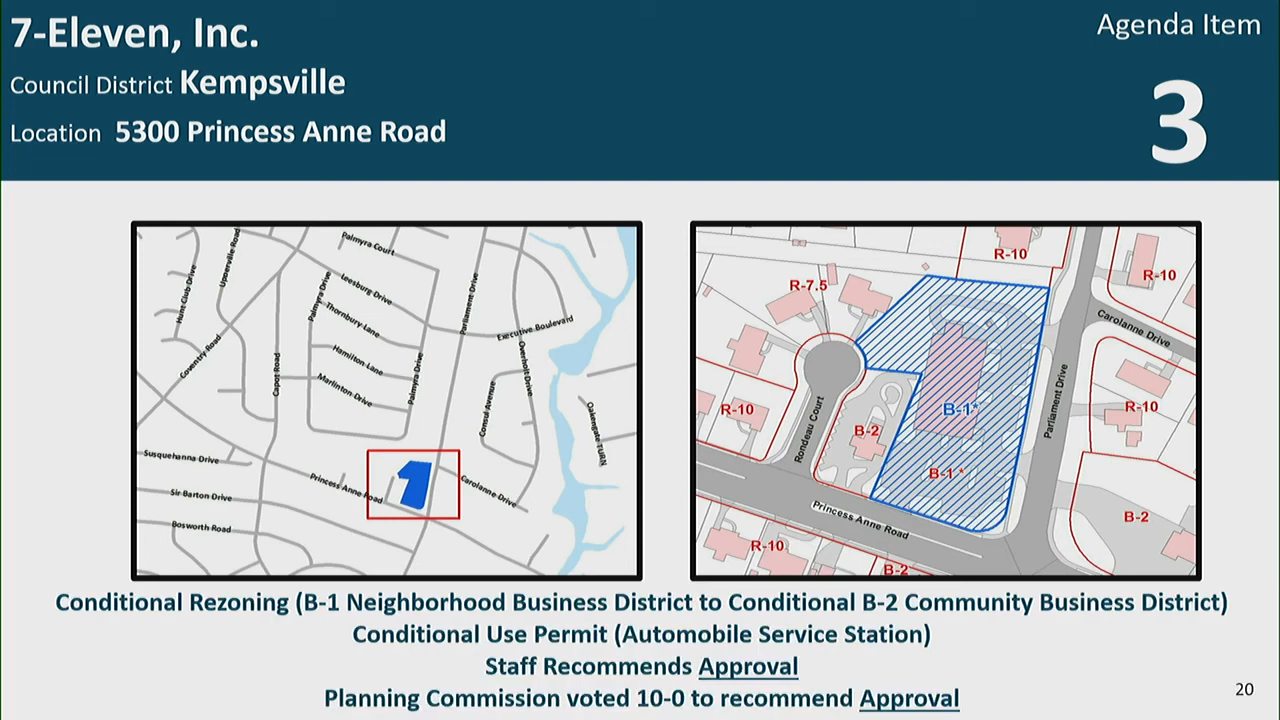 7-Eleven, Inc.
Council District Kempsville
Location 5300 Princess Anne Road
Agenda Item
3
Palmyra Court
Upperville Road
Hunt Club Drive
Leesburg Drive
Palmyra Drive
Parliament Drive
Thornbury Lane
Executive Boulevard
Coventry Road
Hamilton Lane
Overholt Drive
Capot Road
Palmyra Drive
Marlinton Drive
Consul Avenue
Oakengate TURN
Susquehanna Drive
Princess Anne Road
Carolanne Drive
Sir Barton Drive
Bosworth Road
R-10
R-7.5
R-10
Carolanne Drive
Parliament Drive
R-10
B-1*
R-10
Rondeau Court
B-2
B-1*
Princess Anne Road
B-2
R-10
B-2
Conditional Rezoning (B-1 Neighborhood Business District to Conditional B-2 Community Business District)
Conditional Use Permit (Automobile Service Station)
Staff Recommends Approval
Planning Commission voted 10-0 to recommend Approval
20